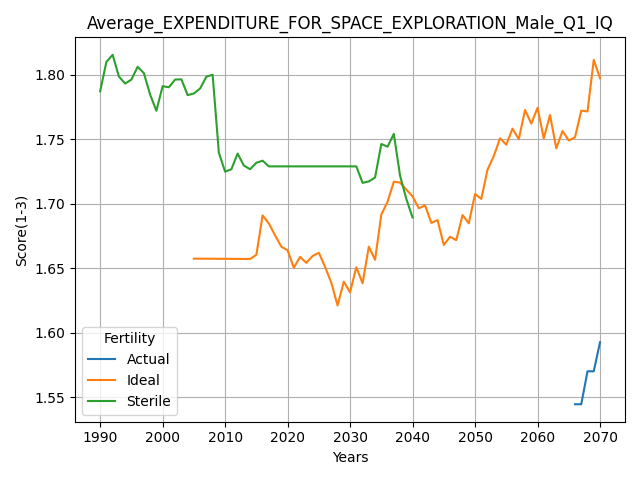 Average_EXPENDITURE_FOR_SPACE_EXPLORATION_Male_Q1_IQ
Score(1-3)
1.80
1.75
1.70
1.65
1.60
1.55
Fertility
Actual
Ideal
Sterile
1990 2000 2010 2020 2030 2040 2050 2060 2070
Years